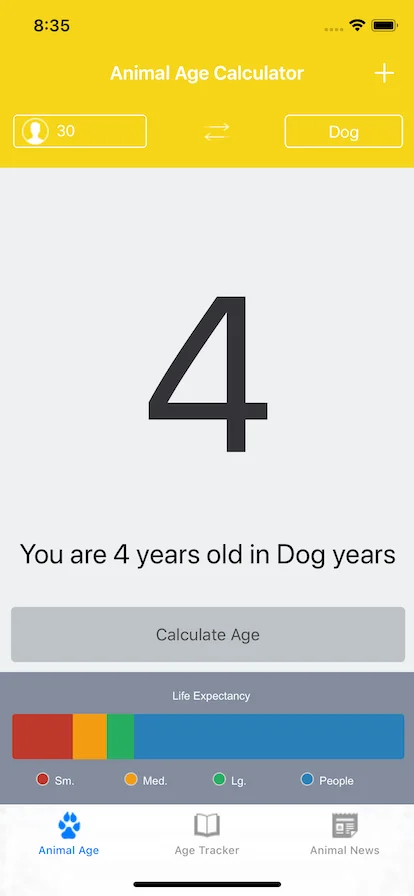 8:35
Animal Age Calculator
30
Dog
4
You are 4 years old in Dog years
Calculate Age
Life Expectancy
Sm. Med. Lg. People
Animal Age Age Tracker Animal News